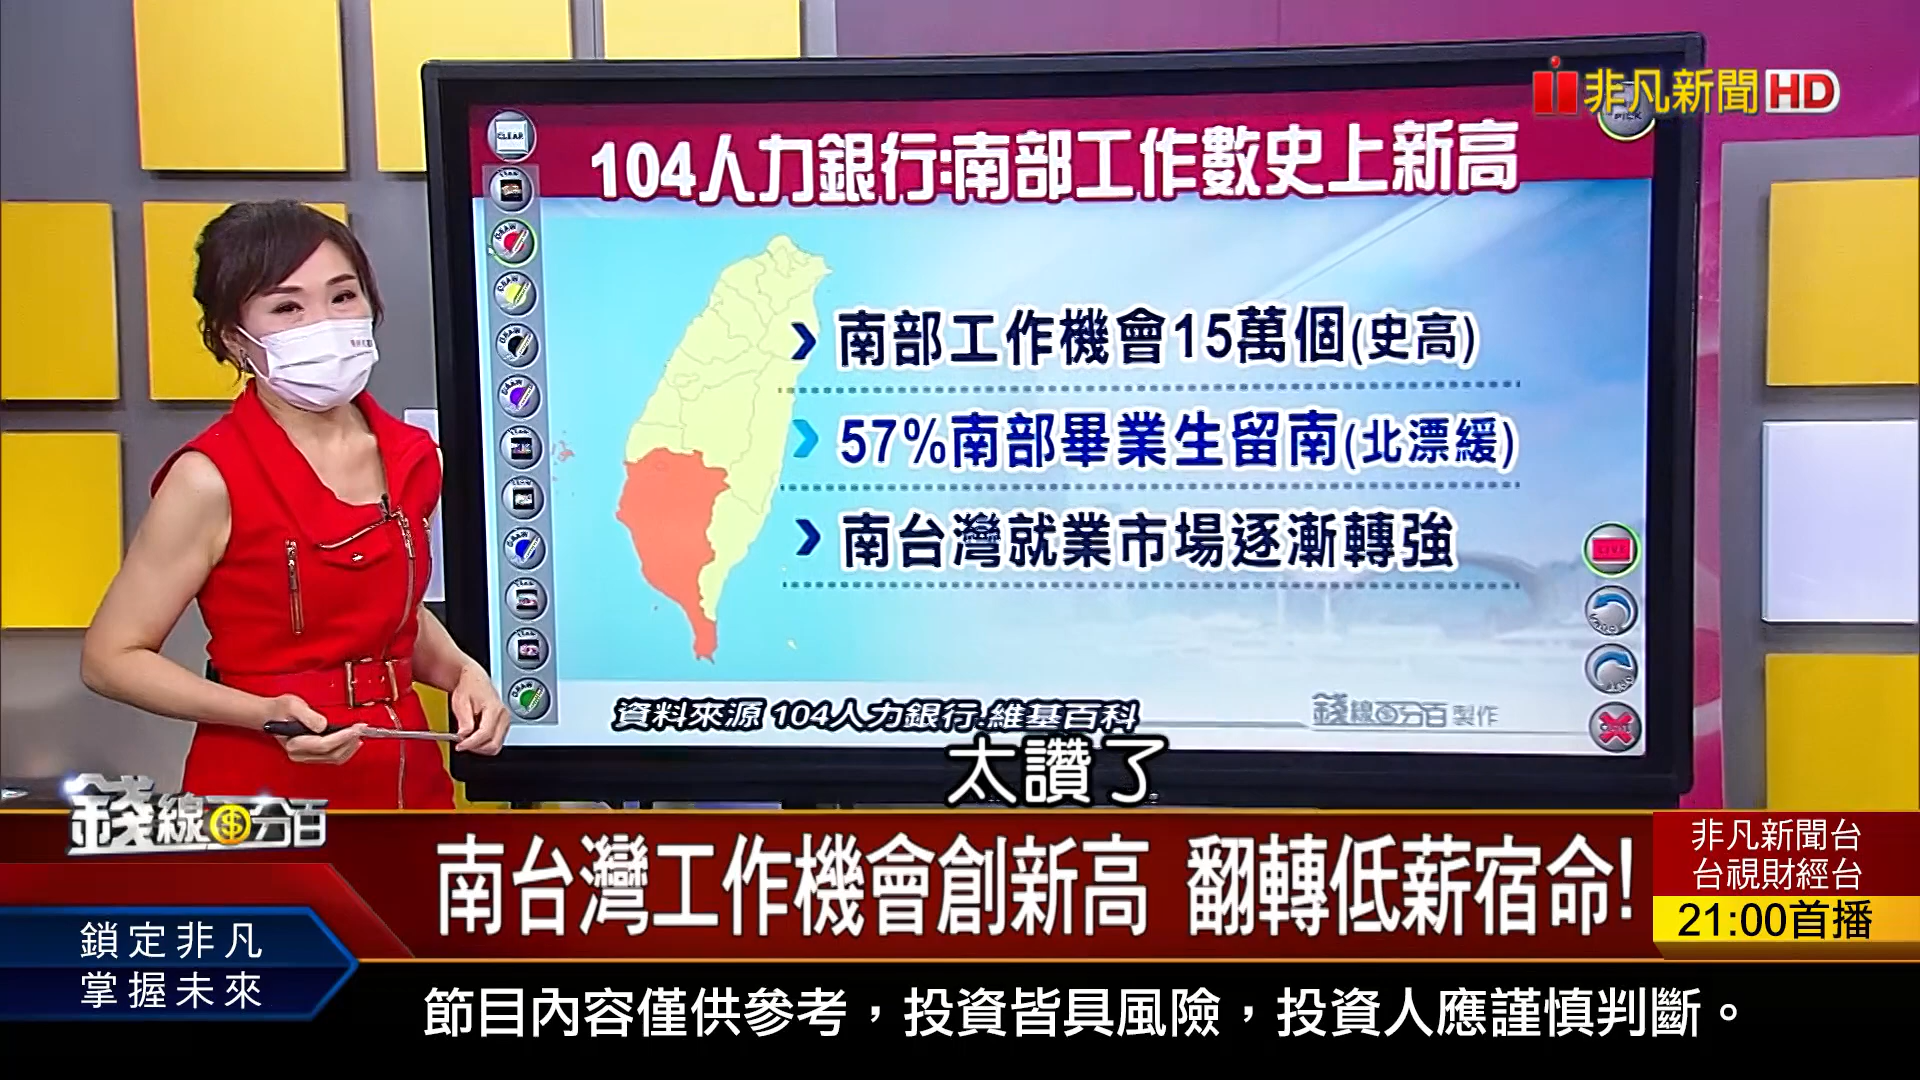 非凡新聞HD
PICK
CLEAR
104人力銀行:南部工作數史上新高
南部工作機會15萬個(史高)
57%南部畢業生留南(北漂緩)
南台灣就業市場逐漸轉強
資料來源 104人力銀行.維基百科
錢線百分百 製作
太讚了
錢線百分百
南台灣工作機會創新高 翻轉低薪宿命!
非凡新聞台
台視財經台
21:00首播
鎖定非凡
掌握未來
節目內容僅供參考，投資皆具風險，投資人應謹慎判斷。